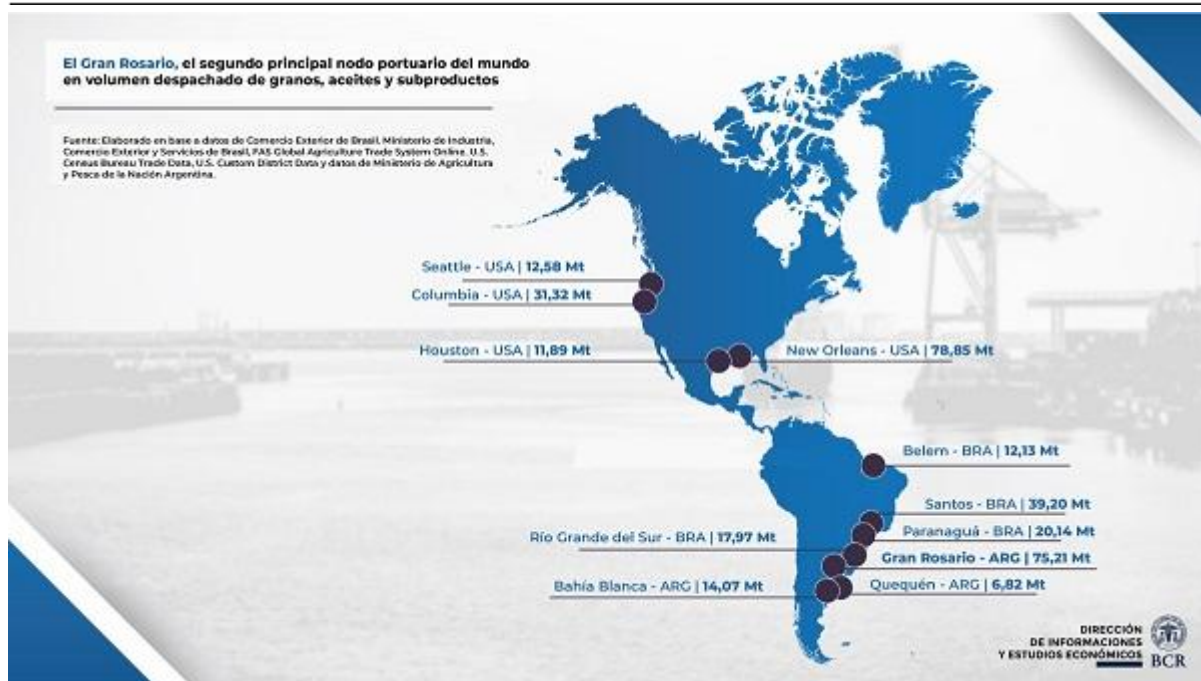 El Gran Rosario, el segundo principal nodo portuario del mundo
en volumen despachado de granos, aceites y subproductos
Fuente: Elaborado en base a datos de Comercio Exterior de Brasil, Ministerio de Industria,
Comercio Exterior y Servicios de Brasil, FAS Global Agriculture Trade System Online, U.S.
Census Bureau Trade Data, U.S. Custom District Data y datos de Ministerio de Agricultura
y Pesca de la Nación Argentina.
Seattle - USA | 12,58 Mt
Columbia - USA | 31,32 Mt
Houston - USA | 11,89 Mt
New Orleans - USA | 78,85 Mt
Belem - BRA | 12,13 Mt
Santos - BRA | 39,20 Mt
Paranaguá - BRA | 20,14 Mt
Río Grande del Sur - BRA | 17,97 Mt
Gran Rosario - ARG | 75,21 Mt
Bahía Blanca - ARG | 14,07 Mt
Quequén - ARG | 6,82 Mt
DIRECCIÓN
DE INFORMACIONES
Y ESTUDIOS ECONÓMICOS
BCR